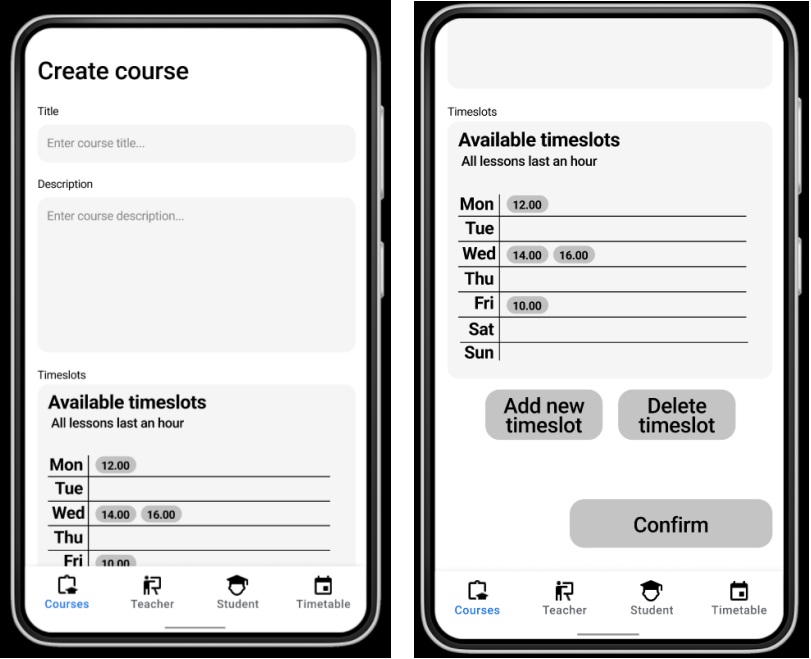 Create course
Title
Enter course title...
Description
Enter course description...
Timeslots
Available timeslots
All lessons last an hour
Mon 12.00
Tue
Wed 14.00 16.00
Thu
Fri 10.00
Courses Teacher Student Timetable
Timeslots
Available timeslots
All lessons last an hour
Mon 12.00
Tue
Wed 14.00 16.00
Thu
Fri 10.00
Sat
Sun
Add new
timeslot
Delete
timeslot
Confirm
Courses Teacher Student Timetable